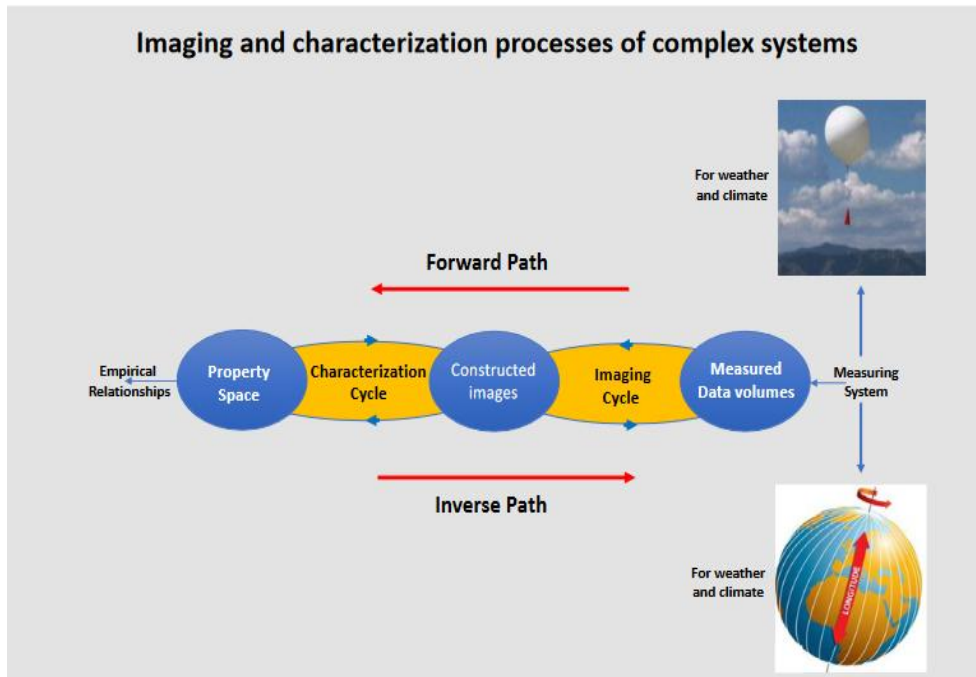 Imaging and characterization processes of complex systems
For weather
and climate
Forward Path
Empirical
Relationships
Property
Space
Characterization
Cycle
Constructed
images
Imaging
Cycle
Measured
Data volumes
Measuring
System
Inverse Path
For weather
and climate
LONGITUDE